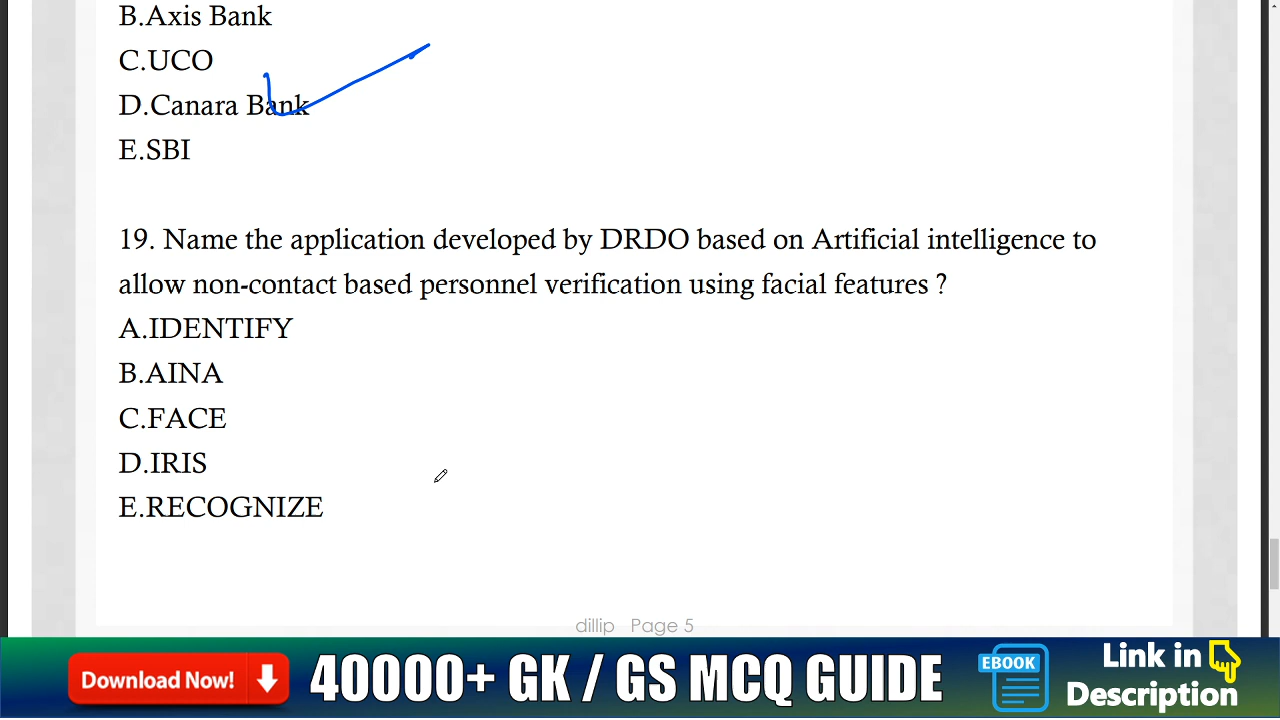 B.Axis Bank
C.UCO
D.Canara Bank
E.SBI
19. Name the application developed by DRDO based on Artificial intelligence to
allow non-contact based personnel verification using facial features ?
A.IDENTIFY
B.AINA
C.FACE
D.IRIS
E.RECOGNIZE
dillip Page 5
Download Now!
40000+ GK / GS MCQ GUIDE
EBOOK
Link in
Description